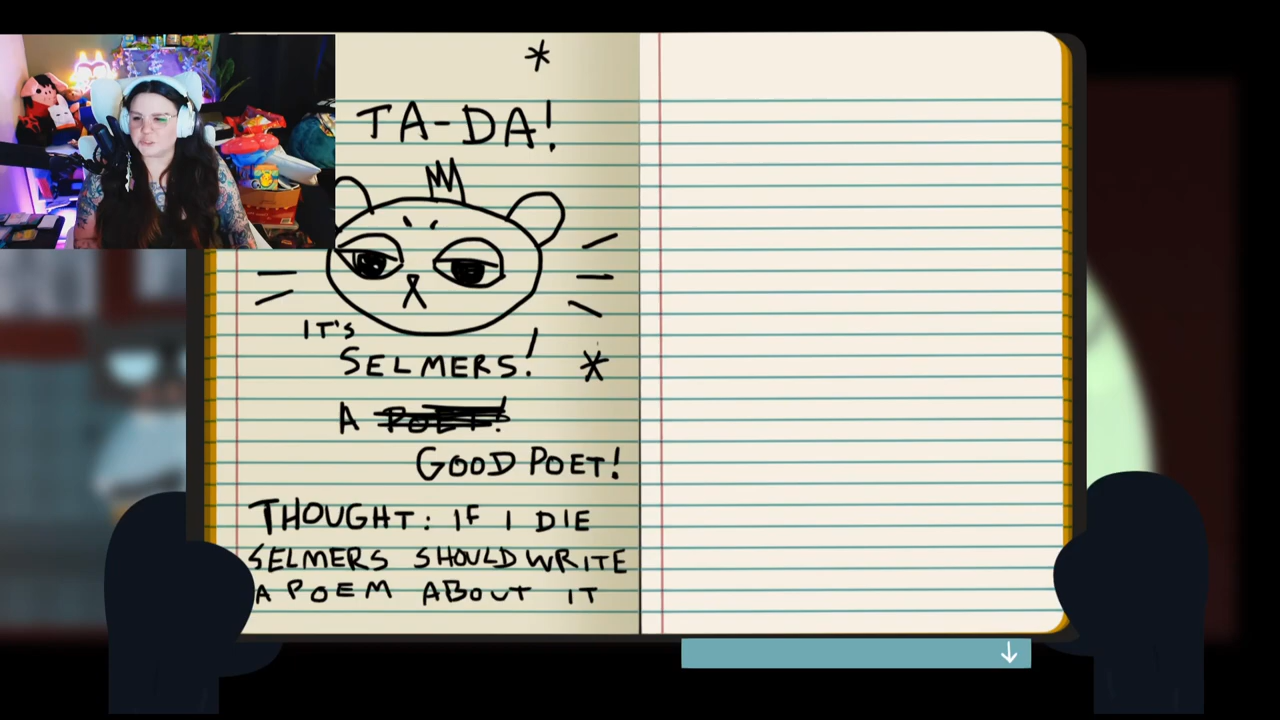 TA-DA!
IT'S
SELMERS!
A POET!
GOOD POET!
THOUGHT: IF I DIE
SELMERS SHOULD WRITE
A POEM ABOUT IT